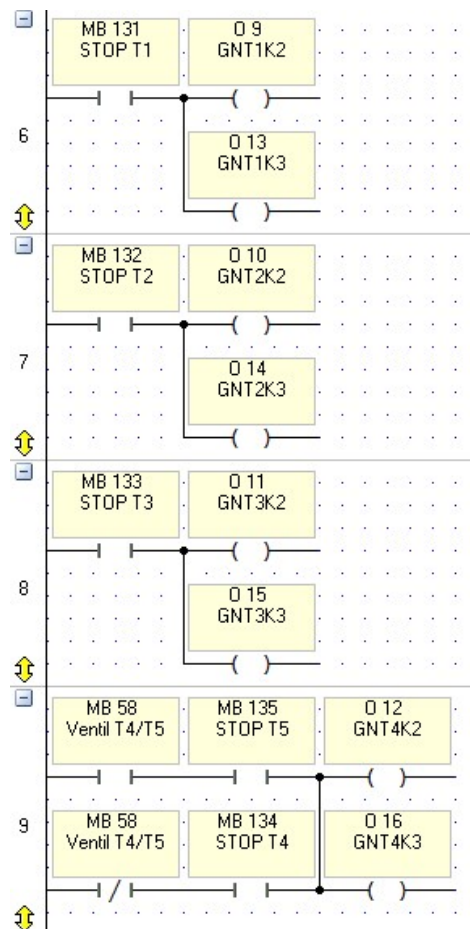 MB 131
STOP T1
O 9
GNT1K2
6
O 13
GNT1K3
MB 132
STOP T2
O 10
GNT2K2
7
O 14
GNT2K3
MB 133
STOP T3
O 11
GNT3K2
8
O 15
GNT3K3
MB 58
Ventil T4/T5
MB 135
STOP T5
O 12
GNT4K2
9
MB 58
Ventil T4/T5
MB 134
STOP T4
O 16
GNT4K3